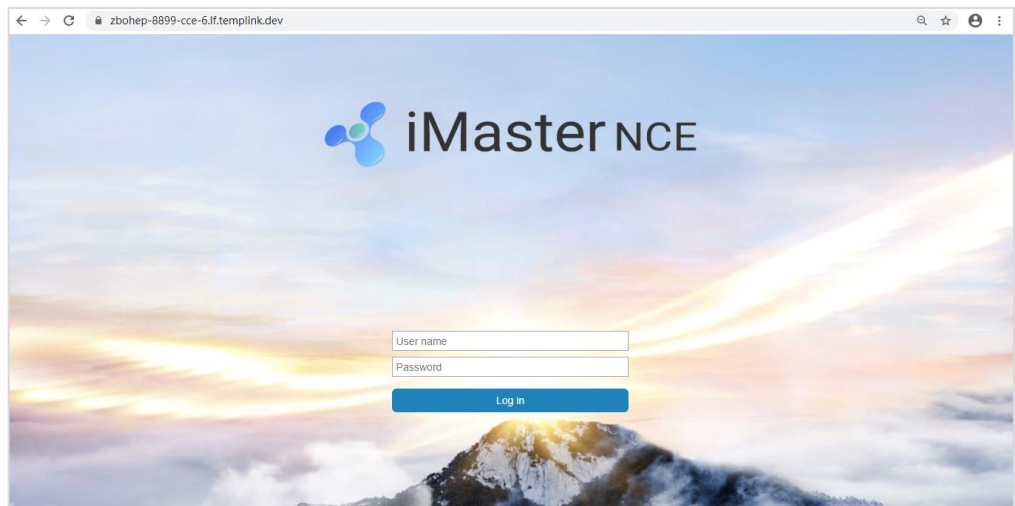 zbohep-8899-cce-6.lf.templink.dev
iMaster NCE
User name
Password
Log in